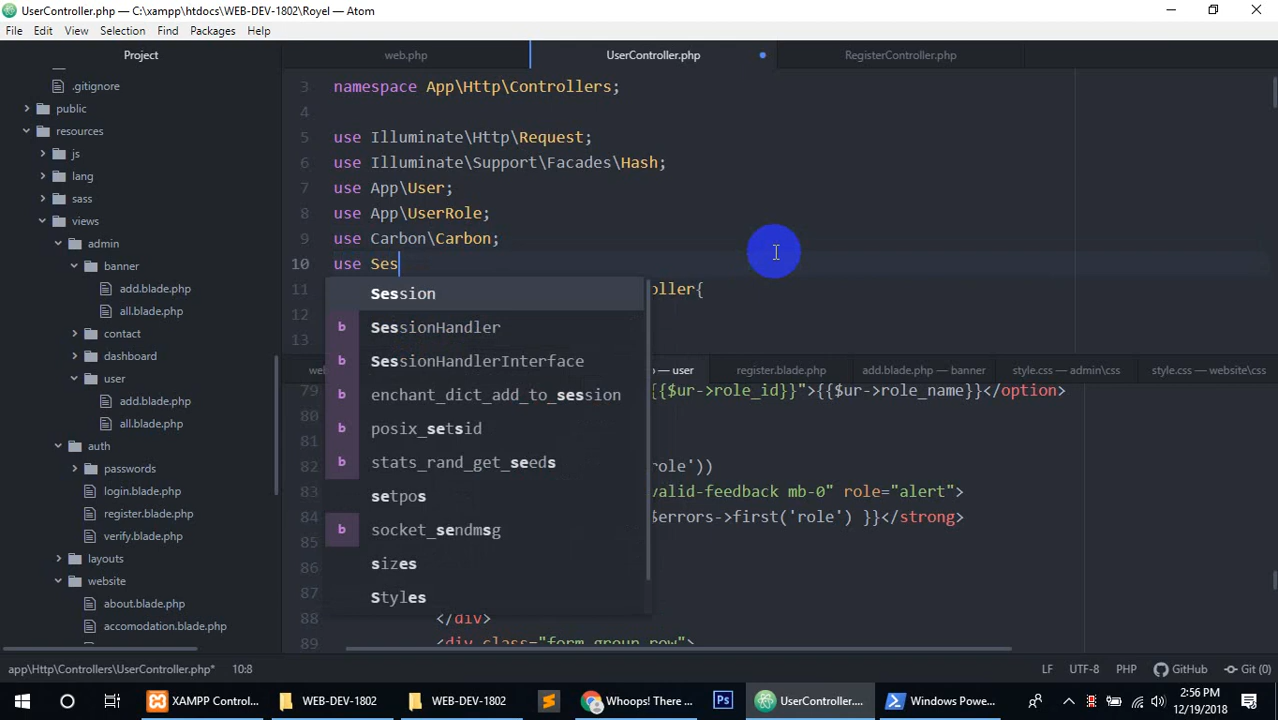 UserController.php — C:\xampp\htdocs\WEB-DEV-1802\Royel — Atom
File Edit View Selection Find Packages Help
Project
web.php
UserController.php
RegisterController.php
.gitignore
public
resources
js
lang
sass
views
admin
banner
add.blade.php
all.blade.php
contact
dashboard
user
add.blade.php
all.blade.php
auth
passwords
login.blade.php
register.blade.php
verify.blade.php
layouts
website
about.blade.php
accomodation.blade.php
3 namespace App\Http\Controllers;
4
5 use Illuminate\Http\Request;
6 use Illuminate\Support\Facades\Hash;
7 use App\User;
8 use App\UserRole;
9 use Carbon\Carbon;
10 use Ses
11 oller{
12
13
Session
b SessionHandler
b SessionHandlerInterface
b enchant_dict_add_to_session
b posix_setsid
b stats_rand_get_seeds
setpos
b socket_sendmsg
sizes
Styles
we — user register.blade.php add.blade.php — banner style.css — admin\css style.css — website\css
79 {{$ur->role_id}}">{{$ur->role_name}}</option>
80
81
82 role'))
83 valid-feedback mb-0" role="alert">
84 $errors->first('role') }}</strong>
85
86
87
88 </div>
89 <div class="form-group row">
app\Http\Controllers\UserController.php* 10:8 LF UTF-8 PHP GitHub Git (0)
XAMPP Control... WEB-DEV-1802 WEB-DEV-1802 Whoops! There ... Ps UserController.... Windows Powerr...
2:56 PM
12/19/2018